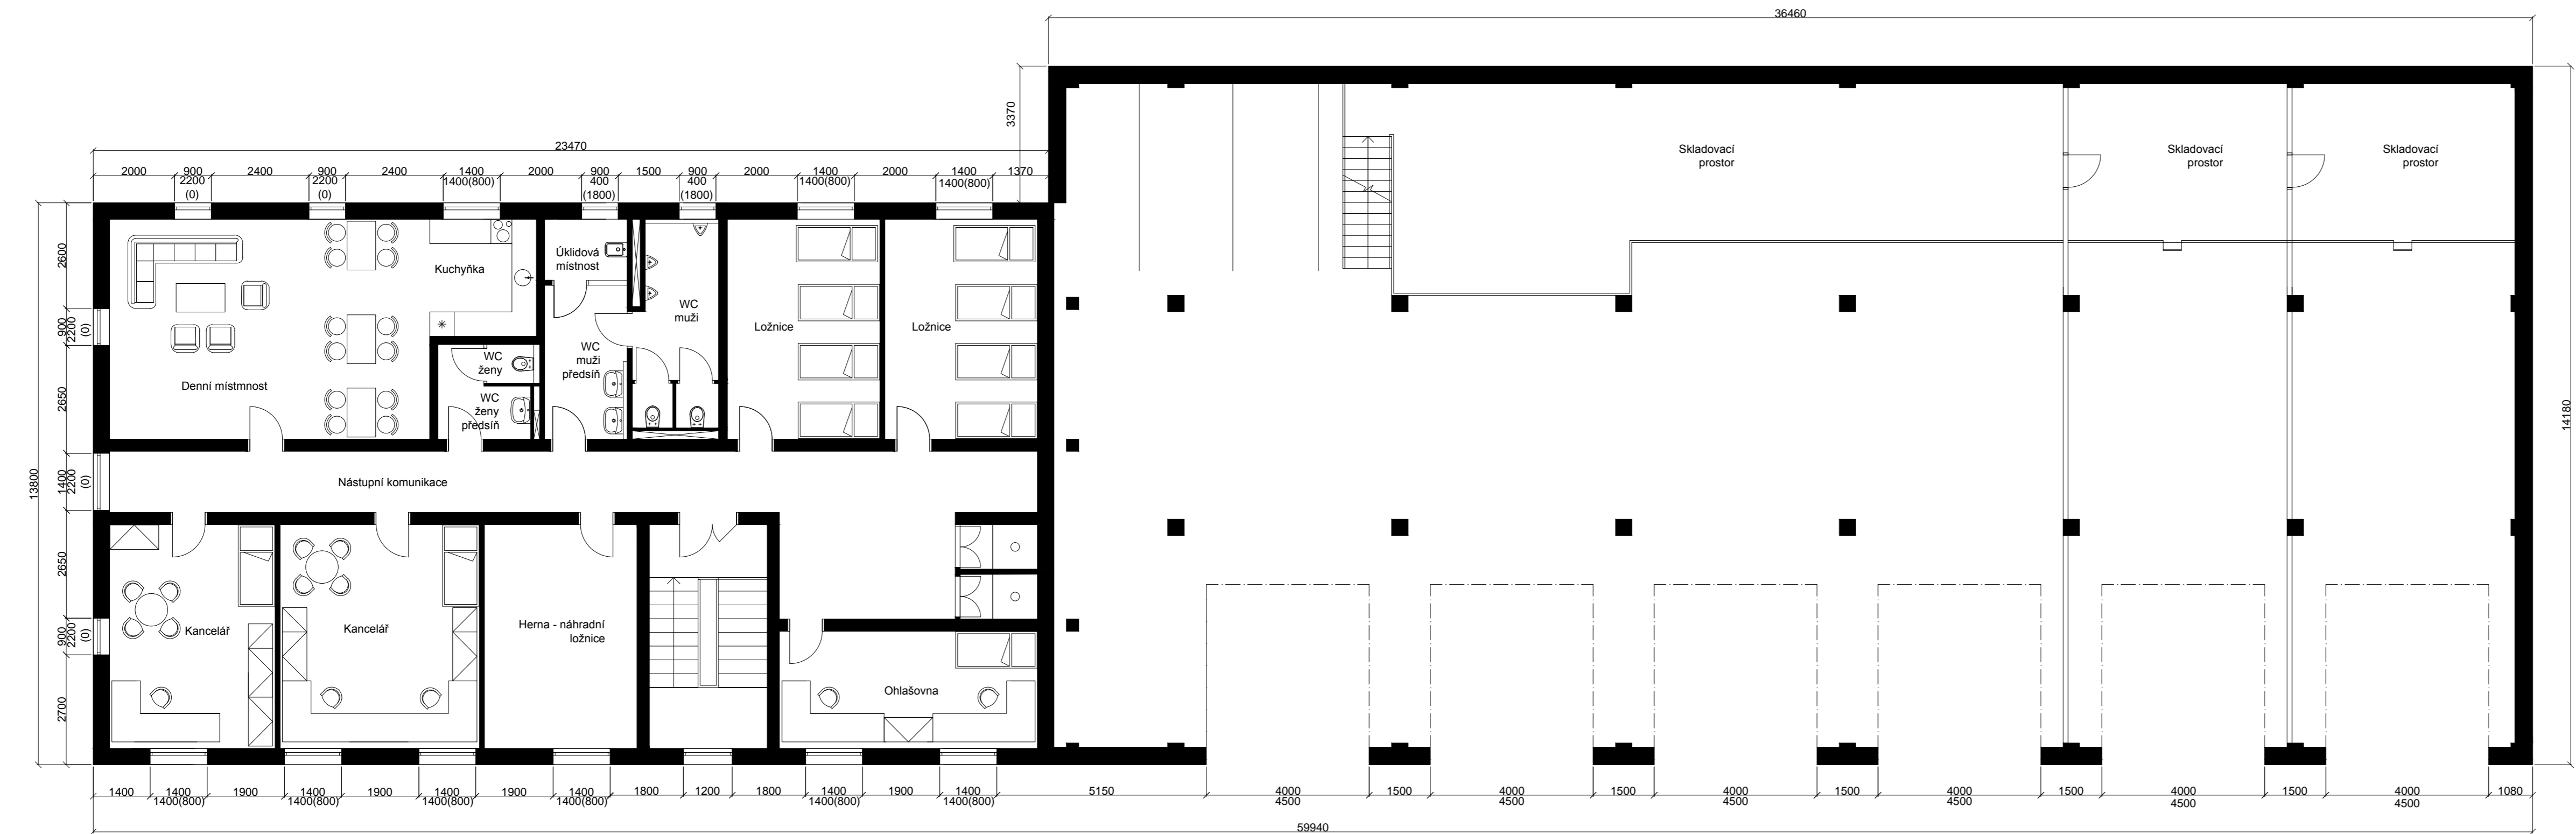 36460
3370
23470
2000 900 2400 900 2400 1400 2000 900 1500 900 2000 1400 2000 1400 1370
2200 2200 1400(800) 400 400 1400(800) 1400(800)
(0) (0) (1800) (1800)
Skladovací
prostor
Skladovací
prostor
Skladovací
prostor
2600
900
2200
(0)
2650
1400
2200
(0)
2650
900
2200
(0)
2700
13800
14180
Kuchyňka
Úklidová
místnost
WC
muži
Ložnice
Ložnice
WC
ženy
WC
muži
předsíň
Denní místmnost
WC
ženy
předsíň
Nástupní komunikace
Kancelář
Kancelář
Herna - náhradní
ložnice
Ohlašovna
1400 1400 1900 1400 1900 1400 1900 1400 1800 1200 1800 1400 1900 1400 5150 4000 1500 4000 1500 4000 1500 4000 1500 4000 1500 4000 1080
1400(800) 1400(800) 1400(800) 1400(800) 1400(800) 1400(800) 4500 4500 4500 4500 4500 4500
59940